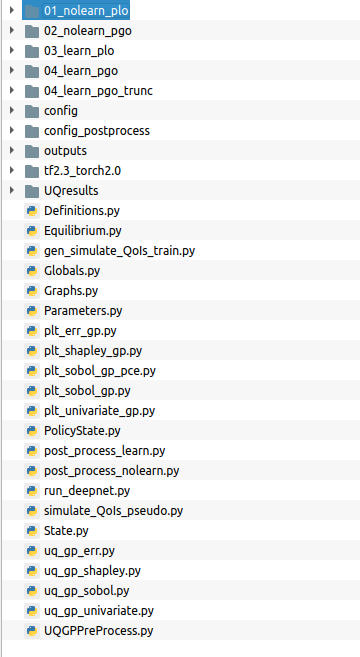 01_nolearn_plo
02_nolearn_pgo
03_learn_plo
04_learn_pgo
04_learn_pgo_trunc
config
config_postprocess
outputs
tf2.3_torch2.0
UQresults
Definitions.py
Equilibrium.py
gen_simulate_QoIs_train.py
Globals.py
Graphs.py
Parameters.py
plt_err_gp.py
plt_shapley_gp.py
plt_sobol_gp_pce.py
plt_sobol_gp.py
plt_univariate_gp.py
PolicyState.py
post_process_learn.py
post_process_nolearn.py
run_deepnet.py
simulate_QoIs_pseudo.py
State.py
uq_gp_err.py
uq_gp_shapley.py
uq_gp_sobol.py
uq_gp_univariate.py
UQGPPreProcess.py